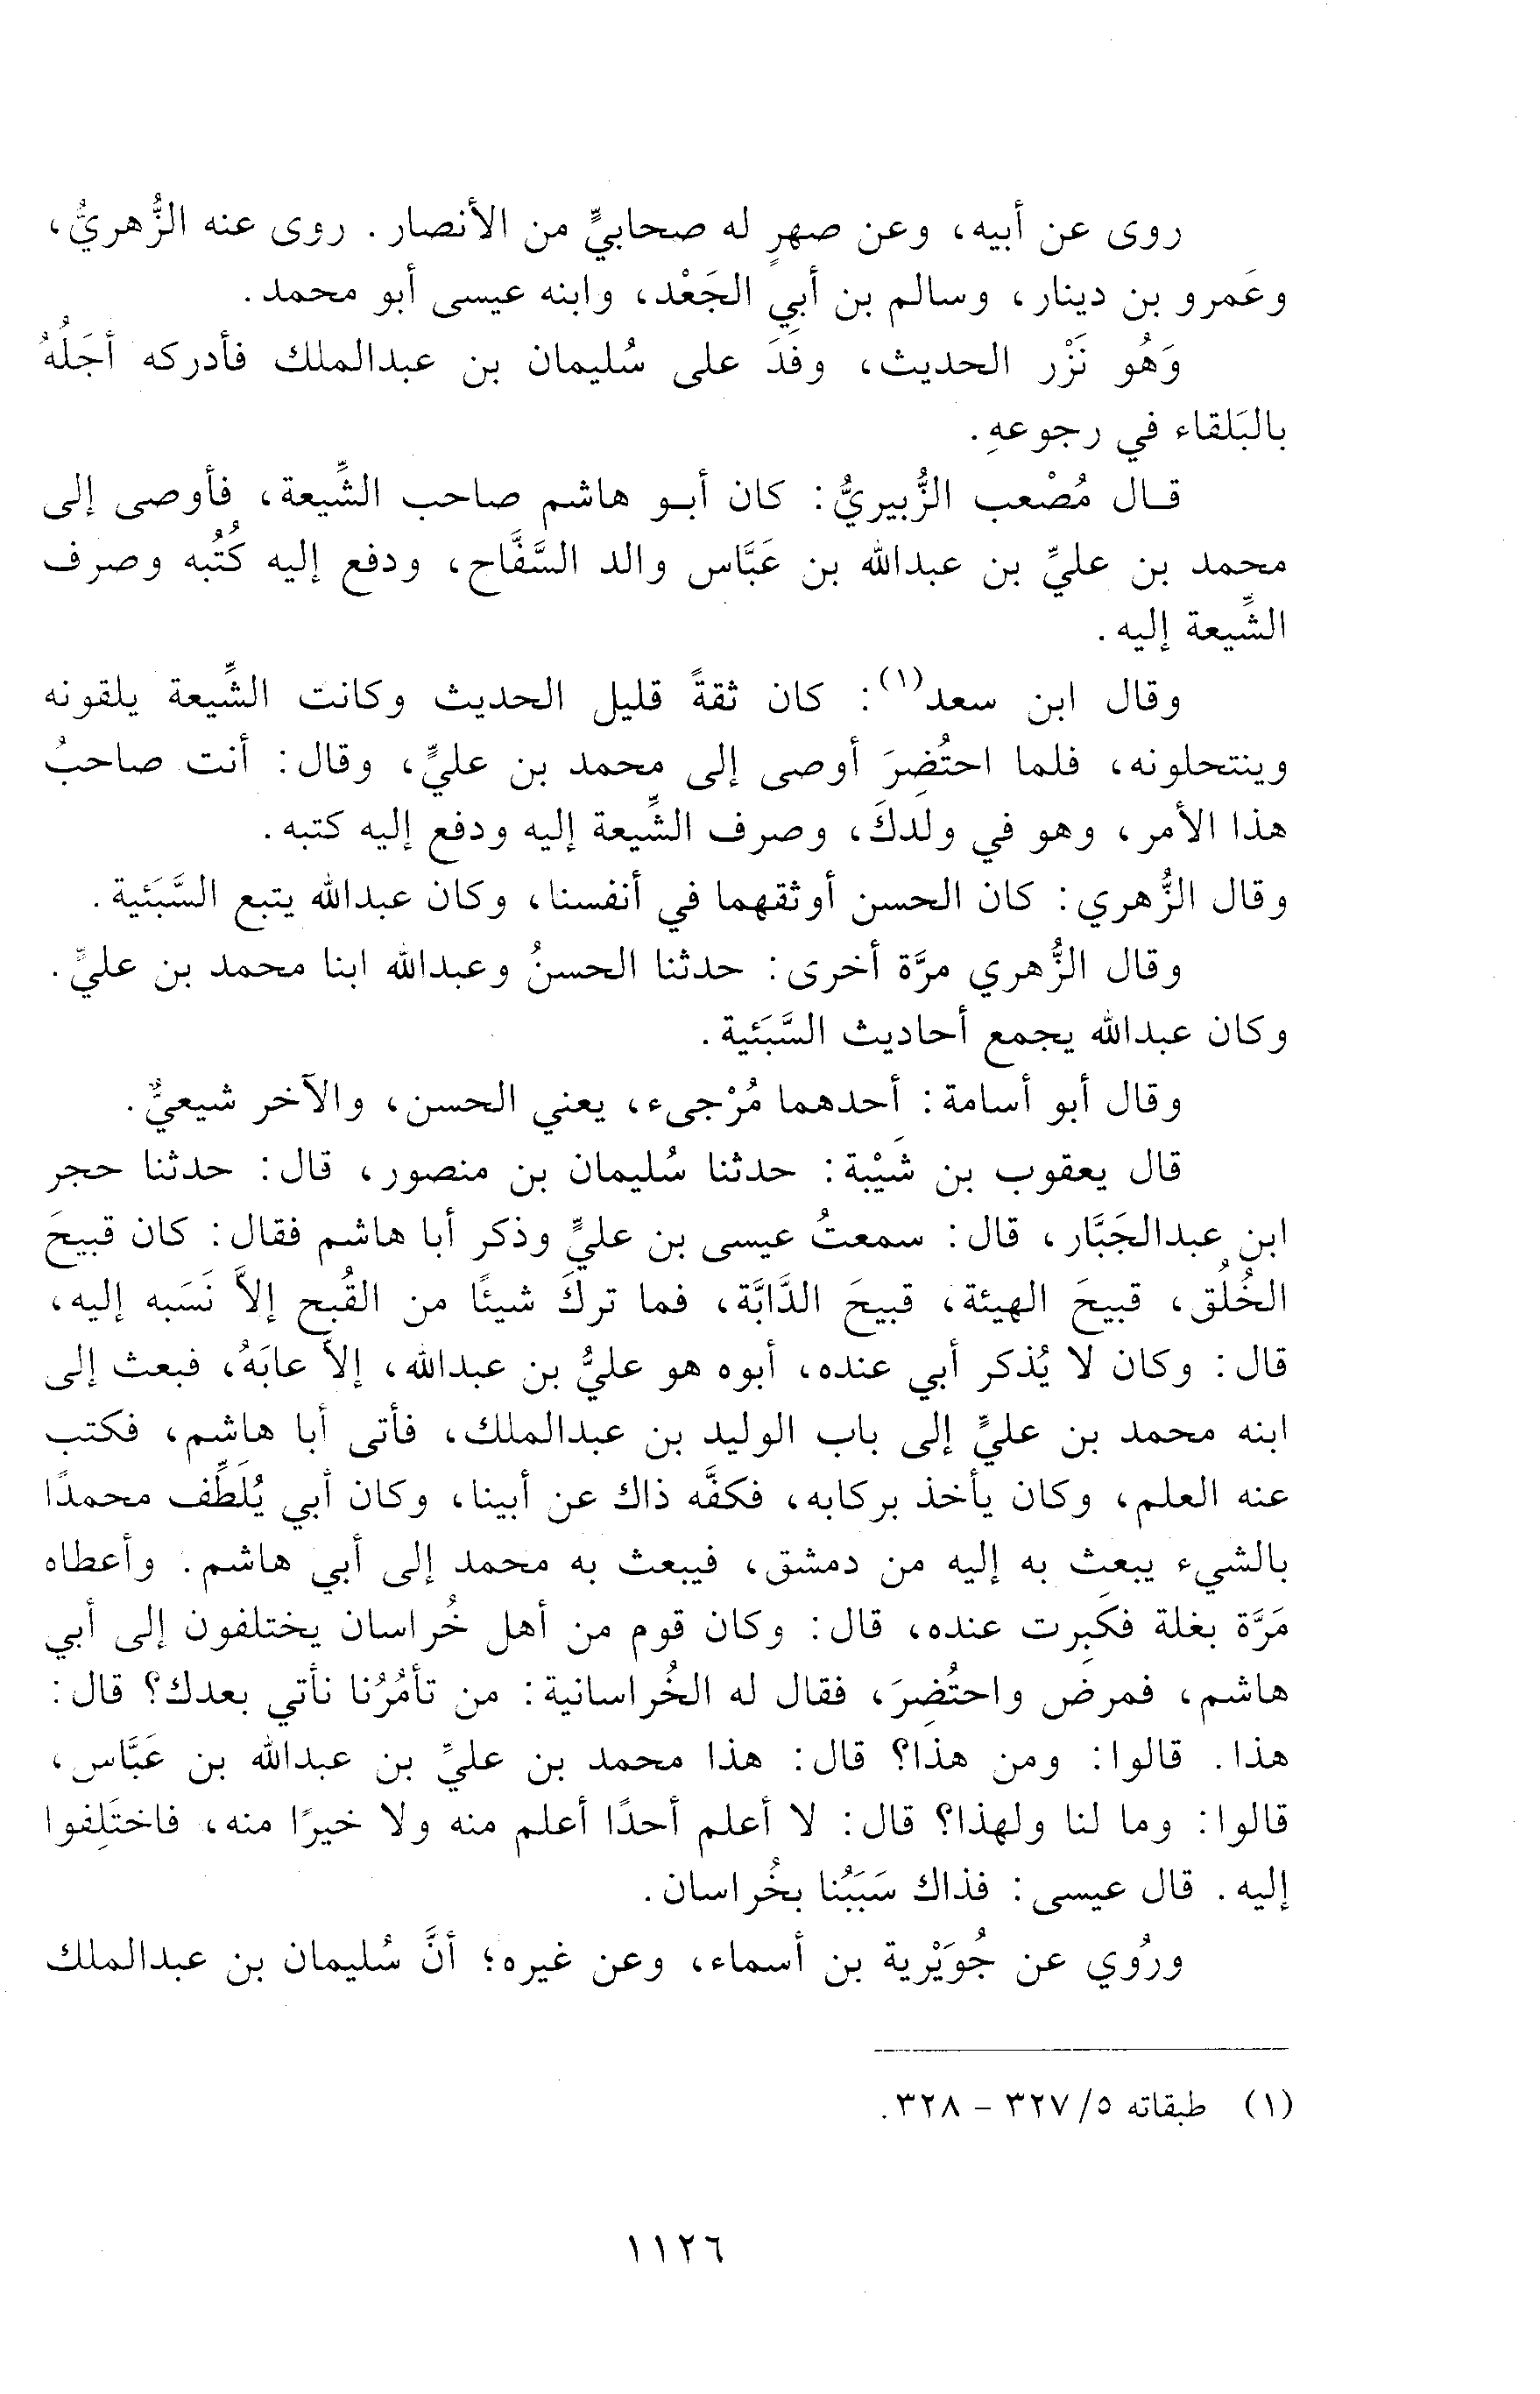 روى عن أبيه، وعن صهرٍ له صحابيٍّ من الأنصار. روى عنه الزُّهريُّ،
وعَمرو بن دينار، وسالم بن أبي الجَعْد، وابنه عيسى أبو محمد.
وَهُو نَزْر الحديث، وفَدَ على سُليمان بن عبدالملك فأدركه أجَلُهُ
بالبَلقاء في رجوعهِ.
قال مُصْعب الزُّبيريُّ: كان أبو هاشم صاحب الشِّيعة، فأوصى إلى
محمد بن عليِّ بن عبدالله بن عَبَّاس والد السَّفَّاح، ودفع إليه كُتُبه وصرف
الشِّيعة إليه.
وقال ابن سعد(١): كان ثقةً قليل الحديث وكانت الشِّيعة يلقونه
وينتحلونه، فلما احتُضِرَ أوصى إلى محمد بن عليٍّ، وقال: أنت صاحبُ
هذا الأمر، وهو في ولدكَ، وصرف الشِّيعة إليه ودفع إليه كتبه.
وقال الزُّهري: كان الحسن أوثقهما في أنفسنا، وكان عبدالله يتبع السَّبَئية.
وقال الزُّهري مرَّة أخرى: حدثنا الحسنُ وعبدالله ابنا محمد بن عليِّ.
وكان عبدالله يجمع أحاديث السَّبَئية.
وقال أبو أسامة: أحدهما مُرْجىء، يعني الحسن، والآخر شيعيٌّ.
قال يعقوب بن شَيْبة: حدثنا سُليمان بن منصور، قال: حدثنا حجر
ابن عبدالجَبَّار، قال: سمعتُ عيسى بن عليٍّ وذكر أبا هاشم فقال: كان قبيحَ
الخُلُق، قبيحَ الهيئة، قبيحَ الدَّابَّة، فما تركَ شيئًا من القُبح إلاَّ نَسَبه إليه،
قال: وكان لا يُذكر أبي عنده، أبوه هو عليُّ بن عبدالله، إلاَّ عابَهُ، فبعث إلى
ابنه محمد بن عليٍّ إلى باب الوليد بن عبدالملك، فأتى أبا هاشم، فكتب
عنه العلم، وكان يأخذ بركابه، فكفَّه ذاك عن أبينا، وكان أبي يُلَطِّف محمدًا
بالشيء يبعث به إليه من دمشق، فيبعث به محمد إلى أبي هاشم. وأعطاه
مَرَّة بغلة فكَبِرت عنده، قال: وكان قوم من أهل خُراسان يختلفون إلى أبي
هاشم، فمرض واحتُضِرَ، فقال له الخُراسانية: من تأمُرُنا نأتي بعدك؟ قال:
هذا. قالوا: ومن هذا؟ قال: هذا محمد بن عليِّ بن عبدالله بن عَبَّاس،
قالوا: وما لنا ولهذا؟ قال: لا أعلم أحدًا أعلم منه ولا خيرًا منه، فاختَلِفوا
إليه. قال عيسى: فذاك سَبَبُنا بخُراسان.
ورُوي عن جُوَيْرية بن أسماء، وعن غيره؛ أنَّ سُليمان بن عبدالملك
(١) طبقاته ٥/ ٣٢٧ - ٣٢٨.
١١٢٦